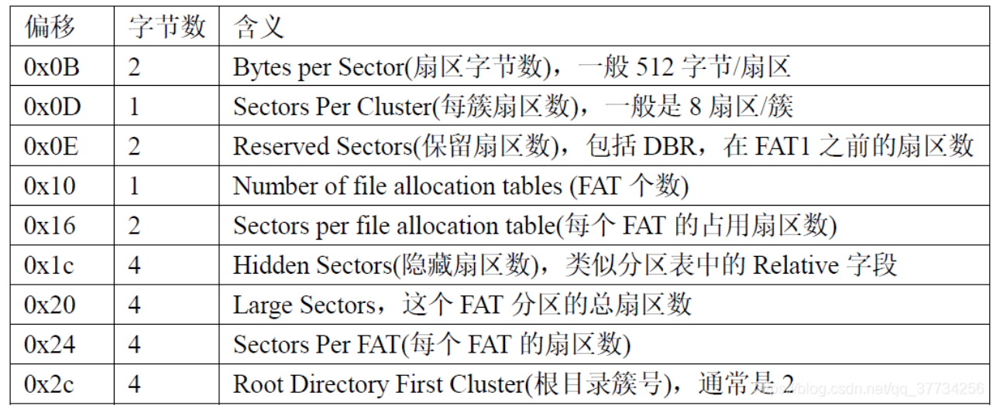 偏移 字节数 含义
0x0B 2 Bytes per Sector(扇区字节数)，一般 512 字节/扇区
0x0D 1 Sectors Per Cluster(每簇扇区数)，一般是 8 扇区/簇
0x0E 2 Reserved Sectors(保留扇区数)，包括 DBR，在 FAT1 之前的扇区数
0x10 1 Number of file allocation tables (FAT 个数)
0x16 2 Sectors per file allocation table(每个 FAT 的占用扇区数)
0x1c 4 Hidden Sectors(隐藏扇区数)，类似分区表中的 Relative 字段
0x20 4 Large Sectors，这个 FAT 分区的总扇区数
0x24 4 Sectors Per FAT(每个 FAT 的扇区数)
0x2c 4 Root Directory First Cluster(根目录簇号)，通常是 2
blog.csdn.net/qq_37734256